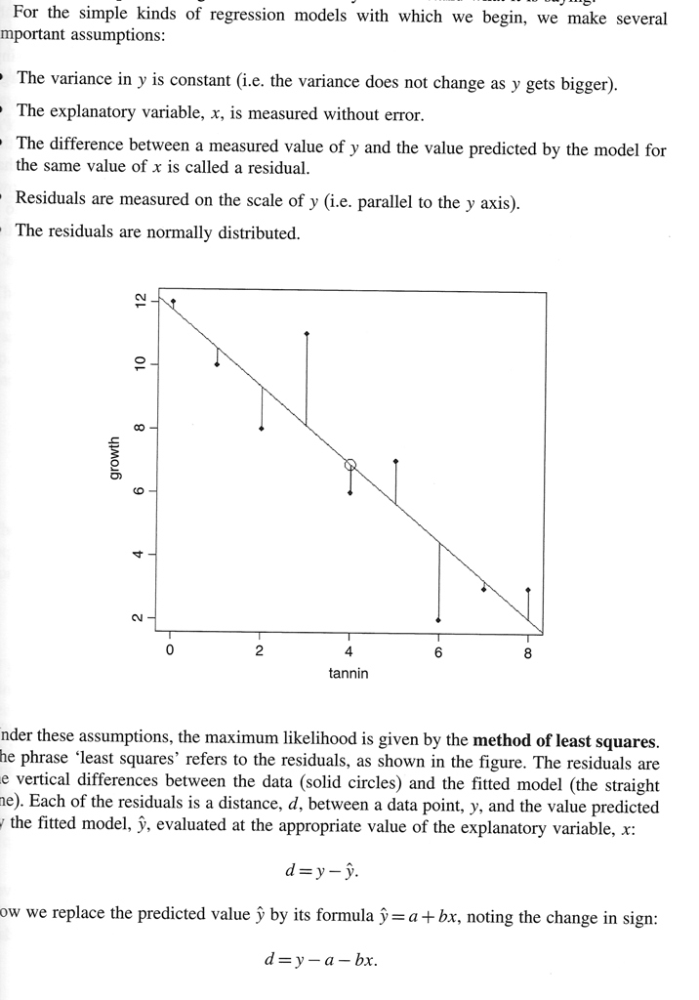 For the simple kinds of regression models with which we begin, we make several
mportant assumptions:
• The variance in y is constant (i.e. the variance does not change as y gets bigger).
• The explanatory variable, x, is measured without error.
• The difference between a measured value of y and the value predicted by the model for
the same value of x is called a residual.
• Residuals are measured on the scale of y (i.e. parallel to the y axis).
• The residuals are normally distributed.
12
10
8
6
4
2
growth
0 2 4 6 8
tannin
nder these assumptions, the maximum likelihood is given by the method of least squares.
he phrase ‘least squares’ refers to the residuals, as shown in the figure. The residuals are
e vertical differences between the data (solid circles) and the fitted model (the straight
ne). Each of the residuals is a distance, d, between a data point, y, and the value predicted
the fitted model, ŷ, evaluated at the appropriate value of the explanatory variable, x:
d = y − ŷ.
ow we replace the predicted value ŷ by its formula ŷ = a + bx, noting the change in sign:
d = y − a − bx.